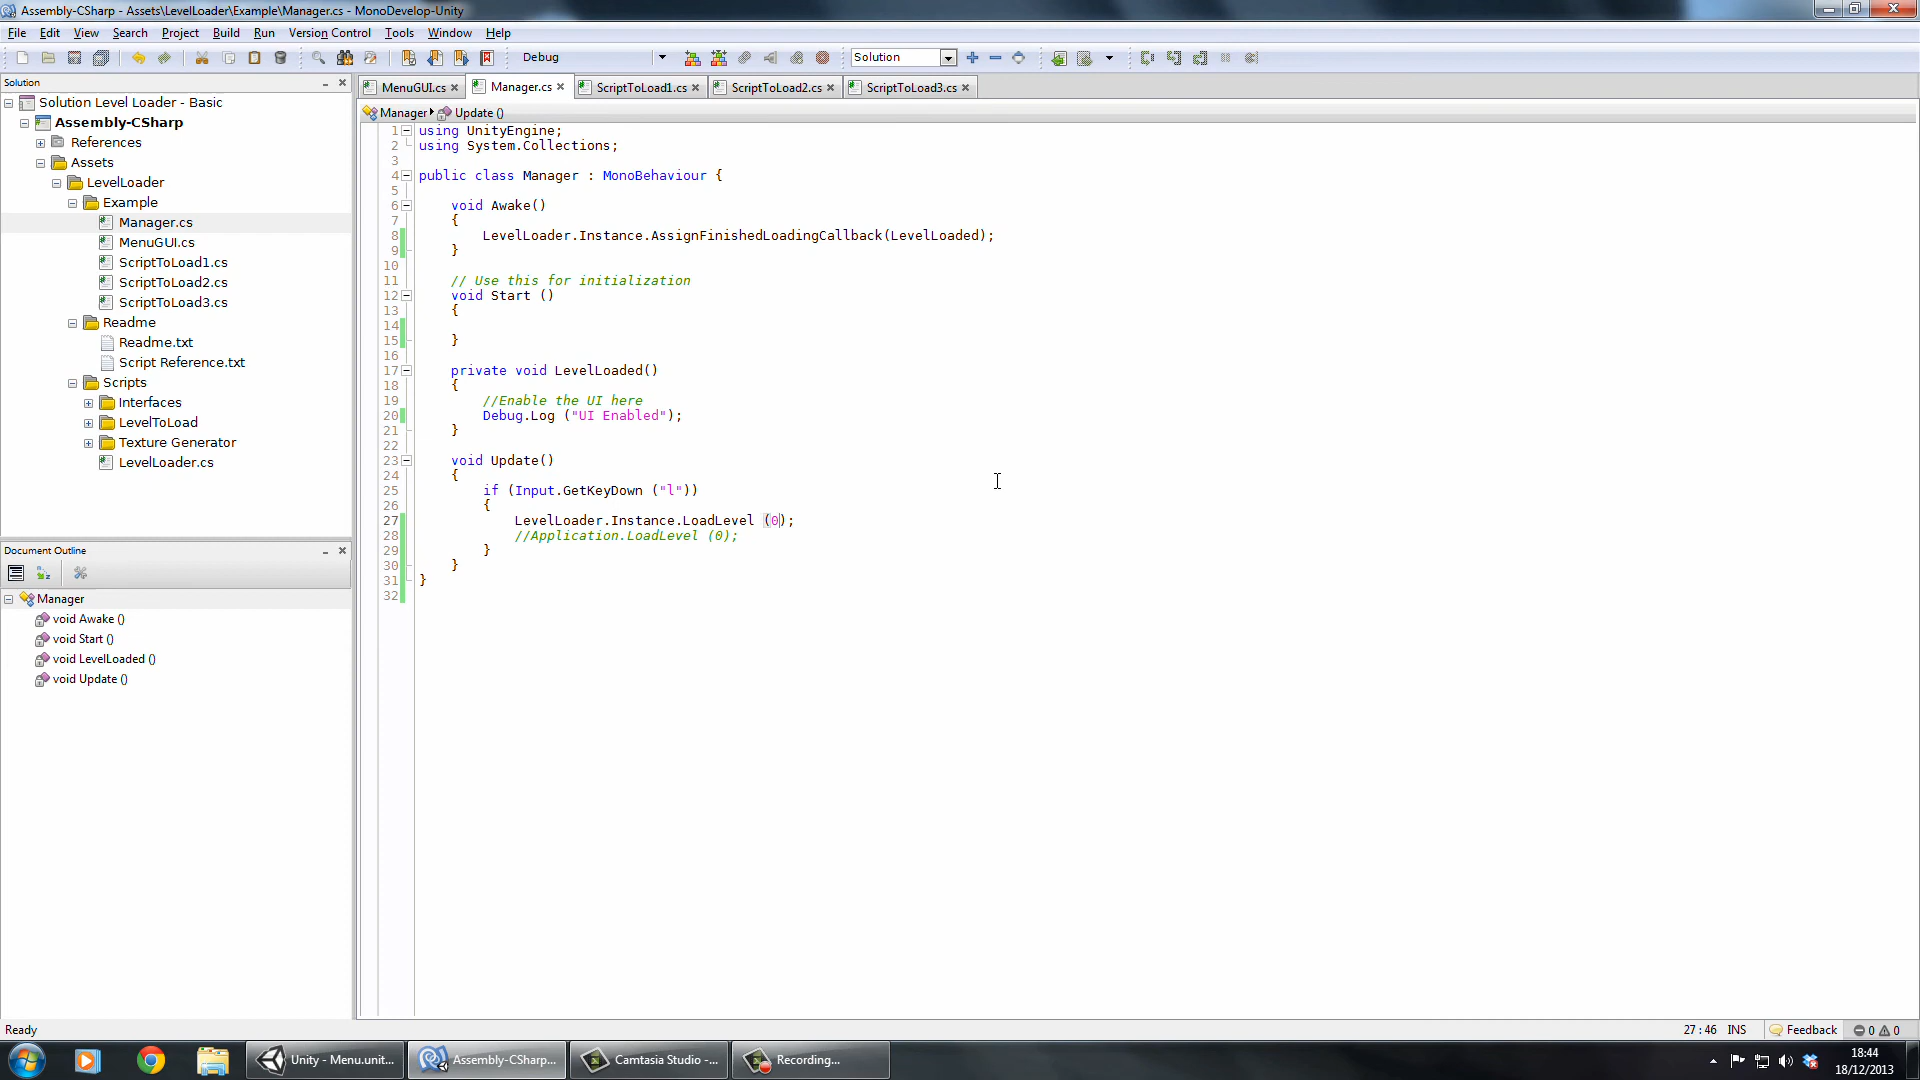 Assembly-CSharp - Assets\LevelLoader\Example\Manager.cs - MonoDevelop-Unity
File Edit View Search Project Build Run Version Control Tools Window Help
Debug Solution
Solution
MenuGUI.cs Manager.cs ScriptToLoad1.cs ScriptToLoad2.cs ScriptToLoad3.cs
Manager Update ()
Solution Level Loader - Basic
Assembly-CSharp
References
Assets
LevelLoader
Example
Manager.cs
MenuGUI.cs
ScriptToLoad1.cs
ScriptToLoad2.cs
ScriptToLoad3.cs
Readme
Readme.txt
Script Reference.txt
Scripts
Interfaces
LevelToLoad
Texture Generator
LevelLoader.cs
Document Outline
Manager
void Awake ()
void Start ()
void LevelLoaded ()
void Update ()
1 using UnityEngine;
2 using System.Collections;
3
4 public class Manager : MonoBehaviour {
5
6 void Awake()
7 {
8 LevelLoader.Instance.AssignFinishedLoadingCallback(LevelLoaded);
9 }
10
11 // Use this for initialization
12 void Start ()
13 {
14
15 }
16
17 private void LevelLoaded()
18 {
19 //Enable the UI here
20 Debug.Log ("UI Enabled");
21 }
22
23 void Update()
24 {
25 if (Input.GetKeyDown ("l"))
26 {
27 LevelLoader.Instance.LoadLevel (0);
28 //Application.LoadLevel (0);
29 }
30 }
31 }
32
Ready 27 : 46 INS Feedback 0 0
Unity - Menu.unit... Assembly-CSharp... Camtasia Studio -... Recording... 18:44
18/12/2013